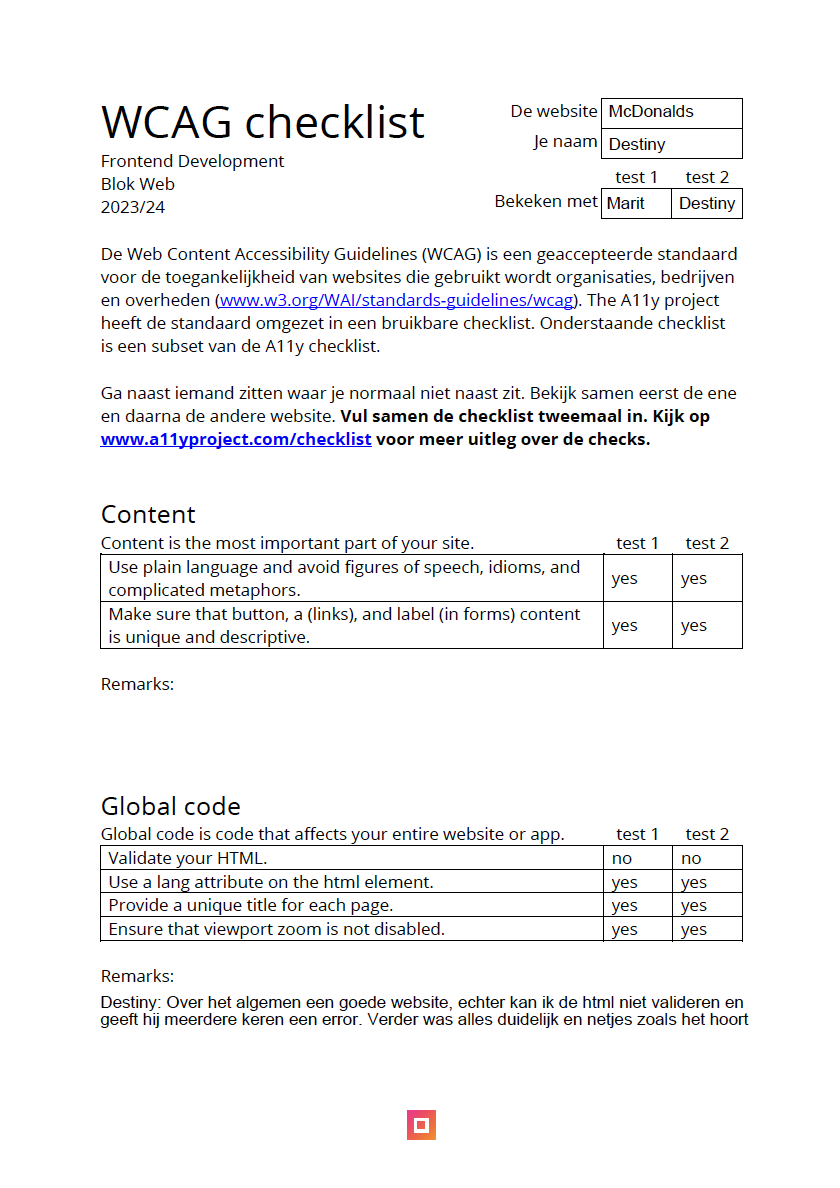 WCAG checklist
De website McDonalds
Je naam Destiny
Frontend Development
Blok Web
2023/24
test 1 test 2
Bekeken met Marit Destiny
De Web Content Accessibility Guidelines (WCAG) is een geaccepteerde standaard
voor de toegankelijkheid van websites die gebruikt wordt organisaties, bedrijven
en overheden (www.w3.org/WAI/standards-guidelines/wcag). The A11y project
heeft de standaard omgezet in een bruikbare checklist. Onderstaande checklist
is een subset van de A11y checklist.
Ga naast iemand zitten waar je normaal niet naast zit. Bekijk samen eerst de ene
en daarna de andere website. Vul samen de checklist tweemaal in. Kijk op
www.a11yproject.com/checklist voor meer uitleg over de checks.
Content
Content is the most important part of your site. test 1 test 2
Use plain language and avoid figures of speech, idioms, and
complicated metaphors. yes yes
Make sure that button, a (links), and label (in forms) content
is unique and descriptive. yes yes
Remarks:
Global code
Global code is code that affects your entire website or app. test 1 test 2
Validate your HTML. no no
Use a lang attribute on the html element. yes yes
Provide a unique title for each page. yes yes
Ensure that viewport zoom is not disabled. yes yes
Remarks:
Destiny: Over het algemen een goede website, echter kan ik de html niet valideren en
geeft hij meerdere keren een error. Verder was alles duidelijk en netjes zoals het hoort